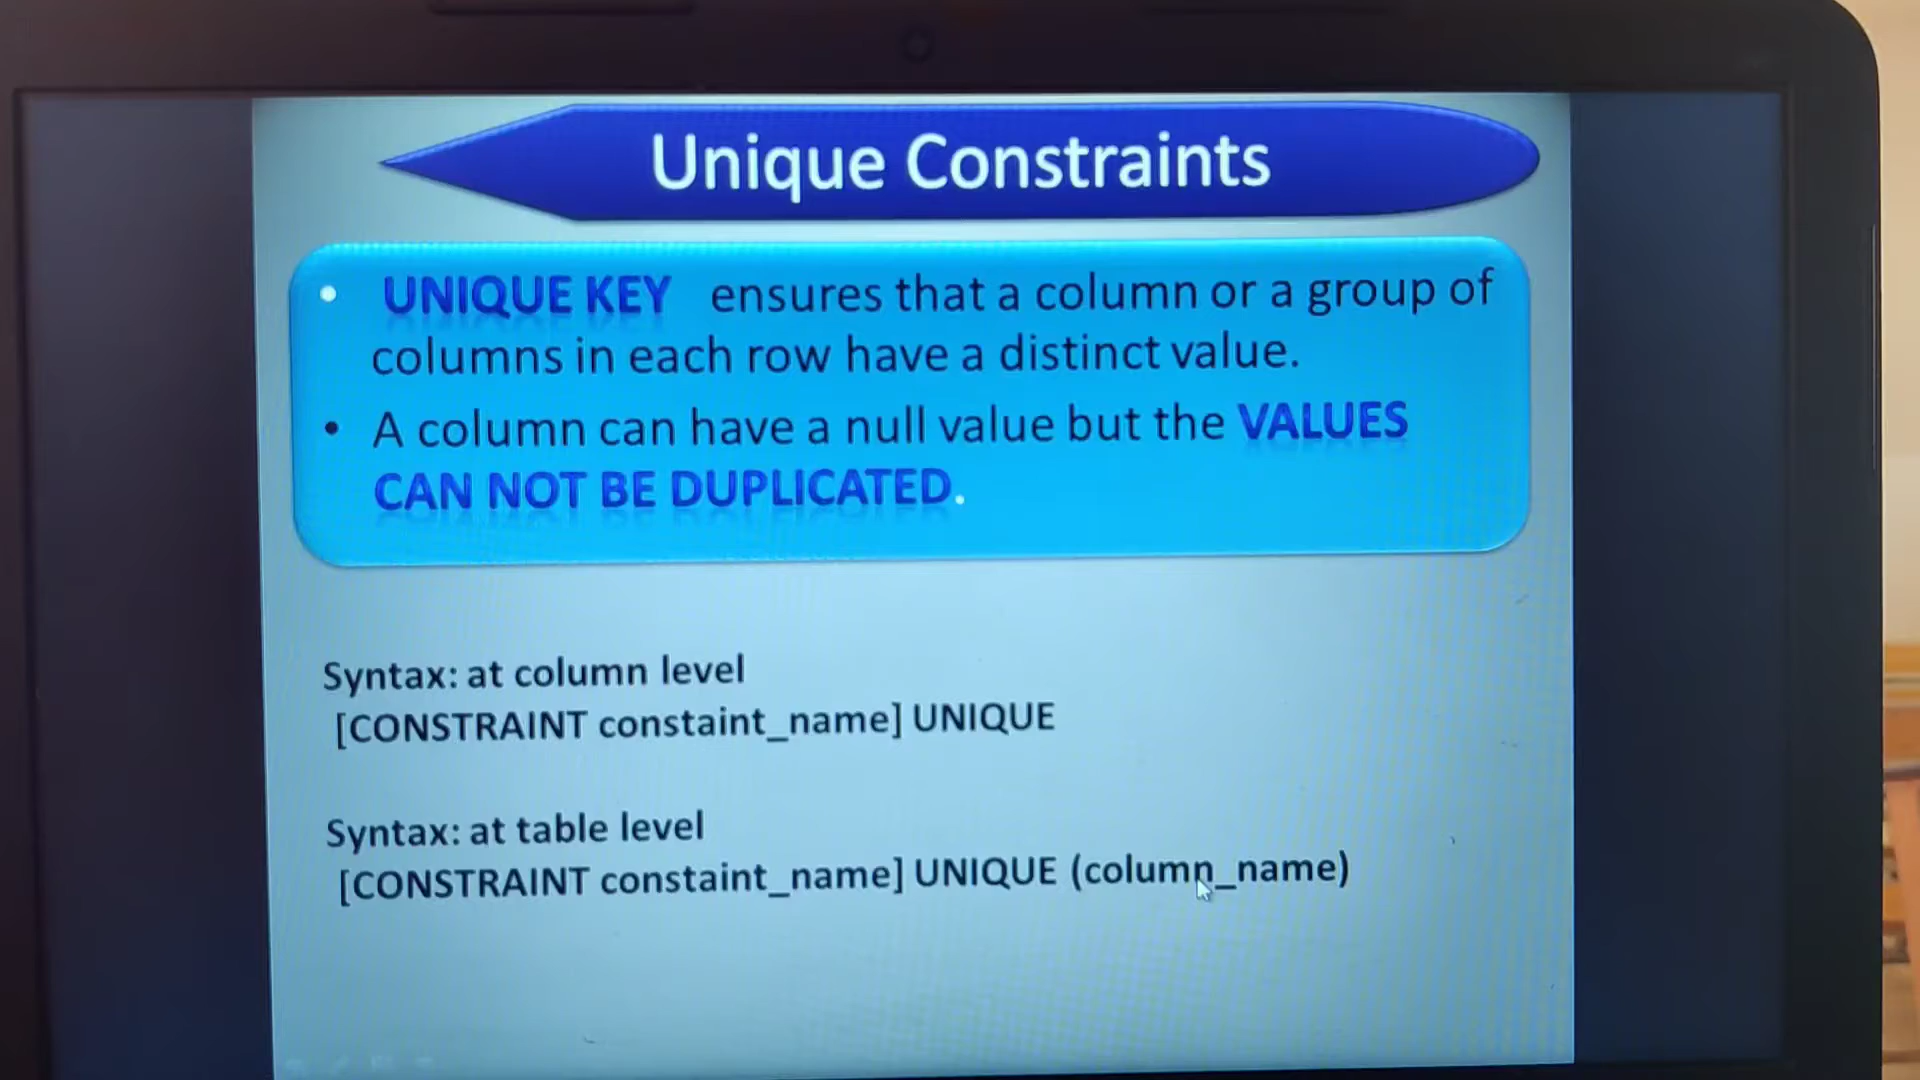 Unique Constraints
• UNIQUE KEY ensures that a column or a group of
columns in each row have a distinct value.
• A column can have a null value but the VALUES
CAN NOT BE DUPLICATED.
Syntax: at column level
[CONSTRAINT constaint_name] UNIQUE
Syntax: at table level
[CONSTRAINT constaint_name] UNIQUE (column_name)